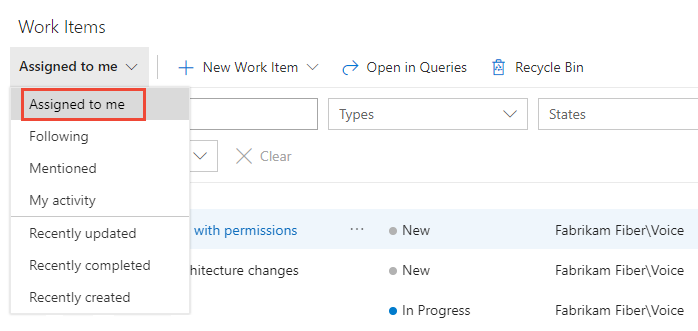 Work Items
Assigned to me New Work Item Open in Queries Recycle Bin
Assigned to me Types States
Following
Mentioned Clear
My activity
Recently updated with permissions ... New Fabrikam Fiber\Voice
Recently completed chitecture changes New Fabrikam Fiber\Voice
Recently created In Progress Fabrikam Fiber\Voice